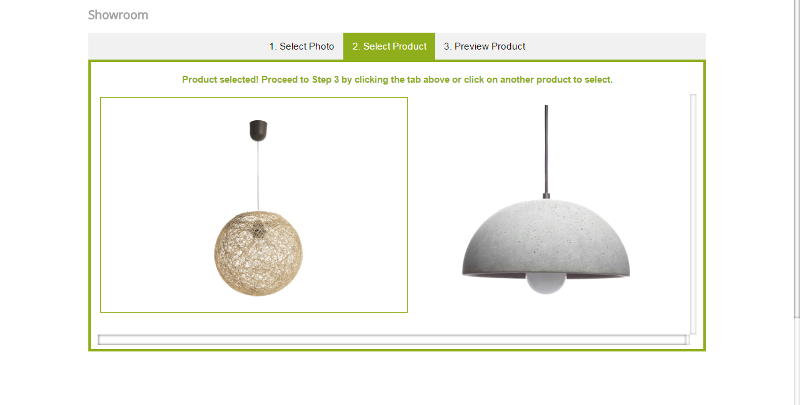 Showroom
1. Select Photo
2. Select Product
3. Preview Product
Product selected! Proceed to Step 3 by clicking the tab above or click on another product to select.